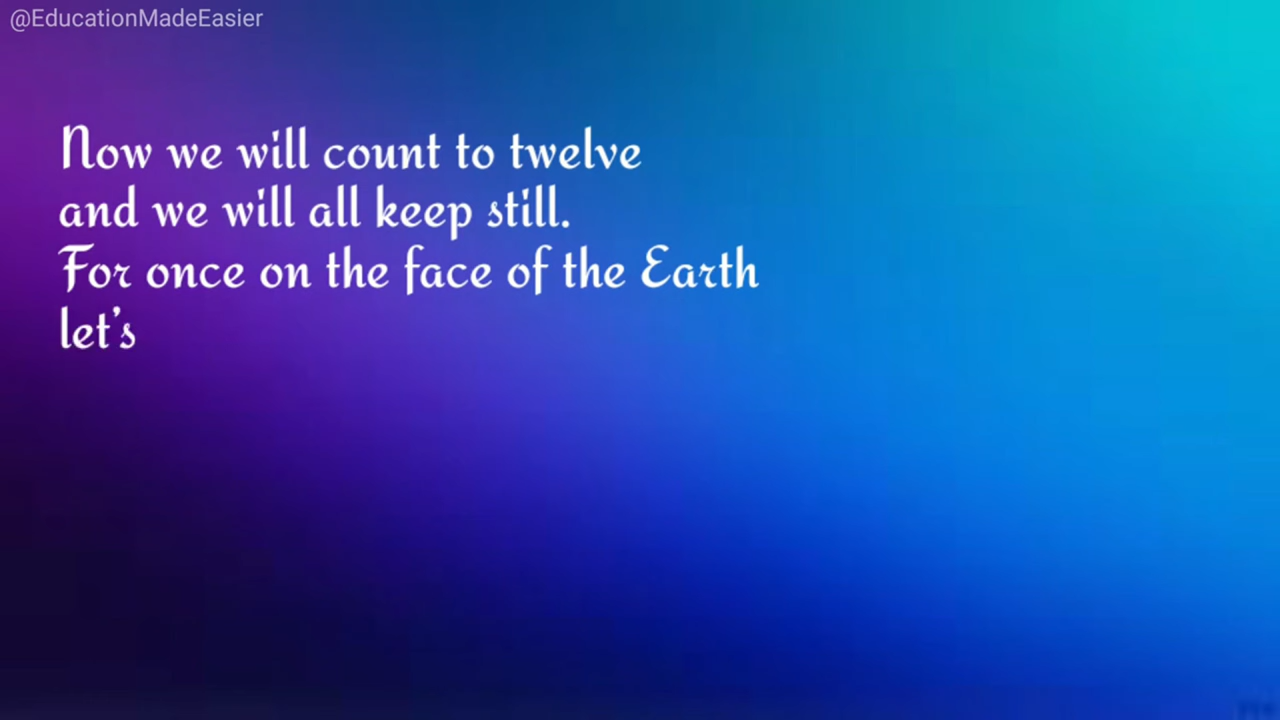 @EducationMadeEasier
Now we will count to twelve
and we will all keep still.
For once on the face of the Earth
let's